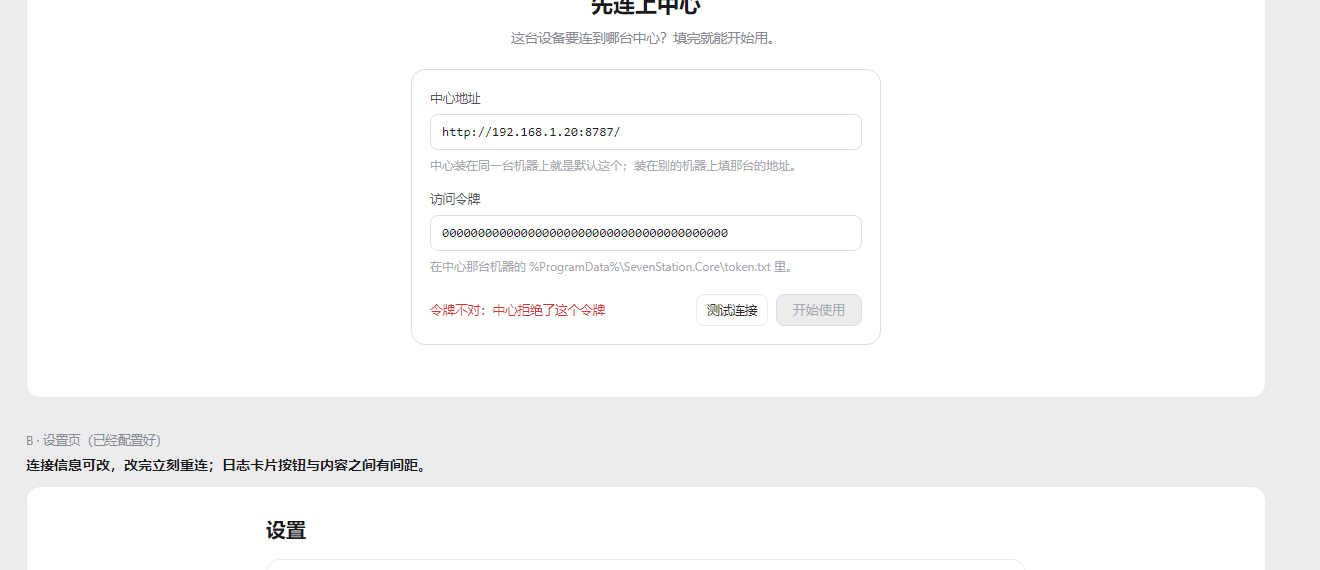 先连上中心
这台设备要连到哪台中心？填完就能开始用。
中心地址
http://192.168.1.20:8787/
中心装在同一台机器上就是默认这个；装在别的机器上填那台的地址。
访问令牌
0000000000000000000000000000000000000000
在中心那台机器的 %ProgramData%\SevenStation.Core\token.txt 里。
令牌不对：中心拒绝了这个令牌
测试连接
开始使用
B · 设置页（已经配置好）
连接信息可改，改完立刻重连；日志卡片按钮与内容之间有间距。
设置